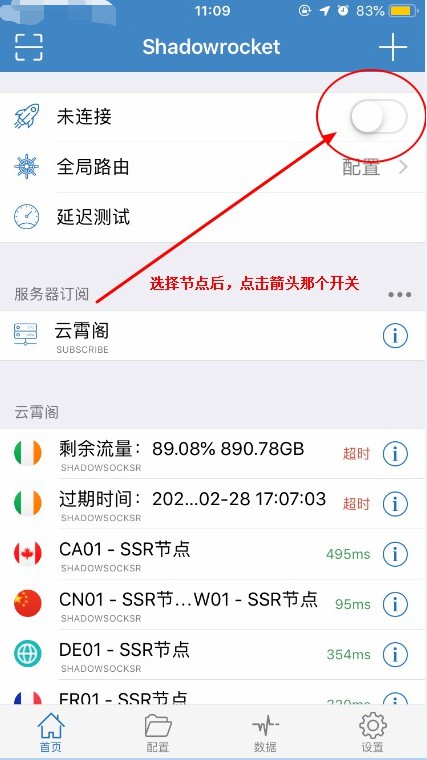 11:09
83%
Shadowrocket
未连接
全局路由
配置
延迟测试
选择节点后，点击箭头那个开关
服务器订阅
云霄阁
SUBSCRIBE
云霄阁
剩余流量：89.08% 890.78GB
超时
SHADOWSOCKSR
过期时间：202...02-28 17:07:03
超时
SHADOWSOCKSR
CA01 - SSR节点
495ms
SHADOWSOCKSR
CN01 - SSR节...W01 - SSR节点
95ms
SHADOWSOCKSR
DE01 - SSR节点
354ms
SHADOWSOCKSR
FR01 - SSR节点
首页
配置
数据
设置